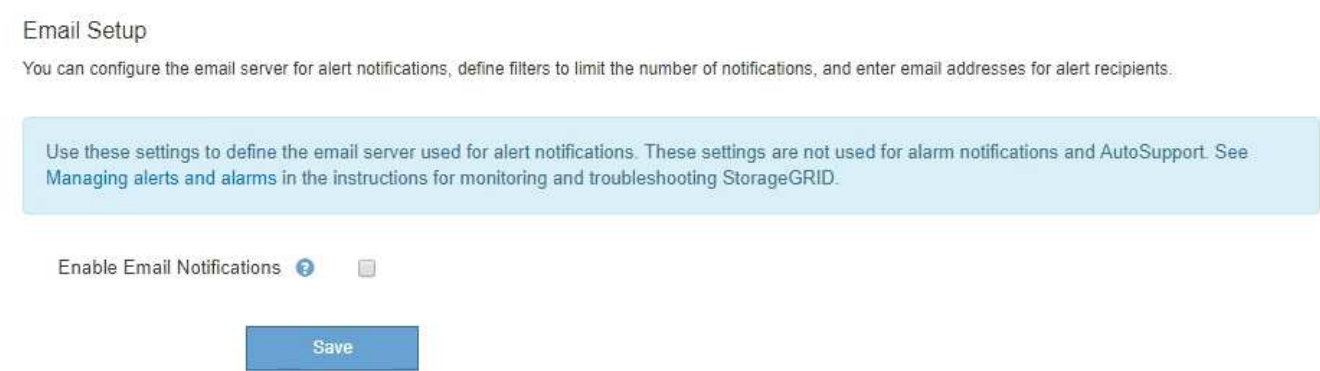 Email Setup
You can configure the email server for alert notifications, define filters to limit the number of notifications, and enter email addresses for alert recipients.
Use these settings to define the email server used for alert notifications. These settings are not used for alarm notifications and AutoSupport. See
Managing alerts and alarms in the instructions for monitoring and troubleshooting StorageGRID.
Enable Email Notifications ?
Save